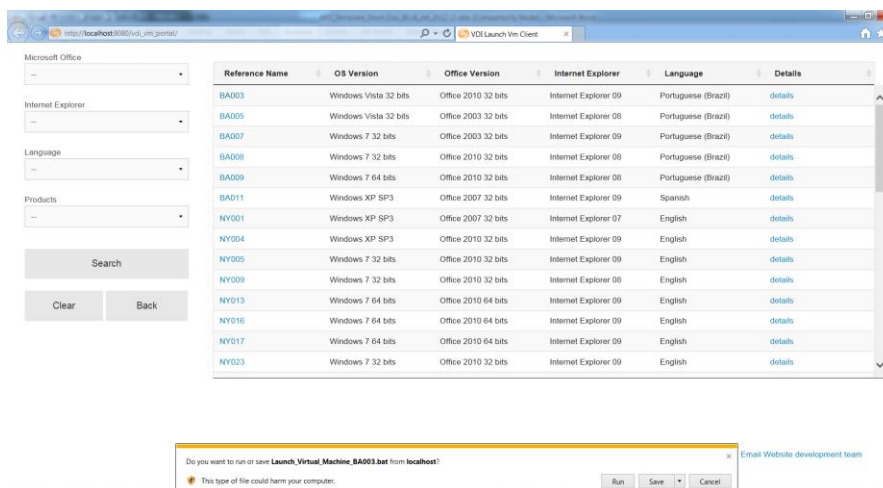 http://localhost:8080/vdi_vm_portal/
VDI Launch Vm Client
Microsoft Office
--
Internet Explorer
--
Language
--
Products
--
Search
Clear Back
Reference Name OS Version Office Version Internet Explorer Language Details
BA003 Windows Vista 32 bits Office 2010 32 bits Internet Explorer 09 Portuguese (Brazil) details
BA005 Windows Vista 32 bits Office 2003 32 bits Internet Explorer 08 Portuguese (Brazil) details
BA007 Windows 7 32 bits Office 2003 32 bits Internet Explorer 09 Portuguese (Brazil) details
BA008 Windows 7 32 bits Office 2010 32 bits Internet Explorer 08 Portuguese (Brazil) details
BA009 Windows 7 64 bits Office 2010 32 bits Internet Explorer 08 Portuguese (Brazil) details
BA011 Windows XP SP3 Office 2007 32 bits Internet Explorer 09 Spanish details
NY001 Windows XP SP3 Office 2007 32 bits Internet Explorer 07 English details
NY004 Windows XP SP3 Office 2010 32 bits Internet Explorer 09 English details
NY005 Windows 7 32 bits Office 2010 32 bits Internet Explorer 09 English details
NY009 Windows 7 32 bits Office 2010 32 bits Internet Explorer 08 English details
NY013 Windows 7 64 bits Office 2010 64 bits Internet Explorer 09 English details
NY016 Windows 7 64 bits Office 2010 64 bits Internet Explorer 09 English details
NY017 Windows 7 64 bits Office 2010 64 bits Internet Explorer 09 English details
NY023 Windows 7 32 bits Office 2010 32 bits Internet Explorer 09 English details
Email Website development team
Do you want to run or save Launch_Virtual_Machine_BA003.bat from localhost?
This type of file could harm your computer.
Run Save Cancel